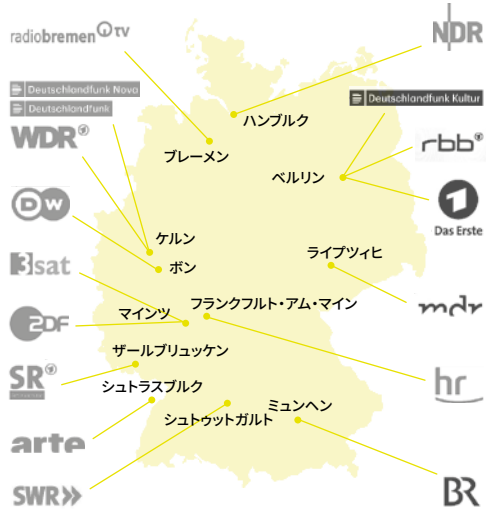 radiobremen TV
NDR
Deutschlandfunk Nova
Deutschlandfunk
Deutschlandfunk Kultur
ハンブルク
WDR
ブレーメン
rbb
ベルリン
DW
Das Erste
1
ケルン
ボン
ライプツィヒ
3sat
フランクフルト・アム・マイン
マインツ
mdr
2DF
ザールブリュッケン
SR
シュトラスブルク
hr
ミュンヘン
シュトゥットガルト
arte
SWR
BR